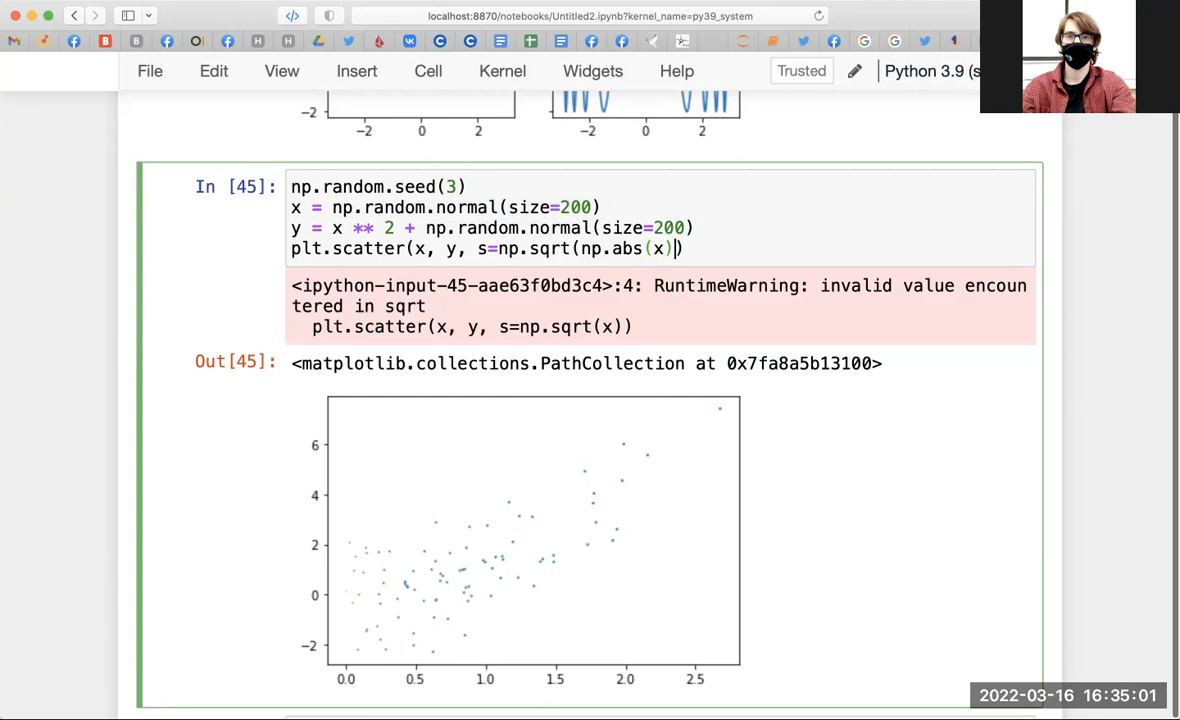 localhost:8870/notebooks/Untitled2.ipynb?kernel_name=py39_system
File Edit View Insert Cell Kernel Widgets Help Trusted Python 3.9 (s
−2
−2 0 2 −2 0 2
In [45]: np.random.seed(3)
x = np.random.normal(size=200)
y = x ** 2 + np.random.normal(size=200)
plt.scatter(x, y, s=np.sqrt(np.abs(x))
<ipython-input-45-aae63f0bd3c4>:4: RuntimeWarning: invalid value encoun
tered in sqrt
plt.scatter(x, y, s=np.sqrt(x))
Out[45]: <matplotlib.collections.PathCollection at 0x7fa8a5b13100>
6
4
2
0
−2
0.0 0.5 1.0 1.5 2.0 2.5
2022-03-16 16:35:01